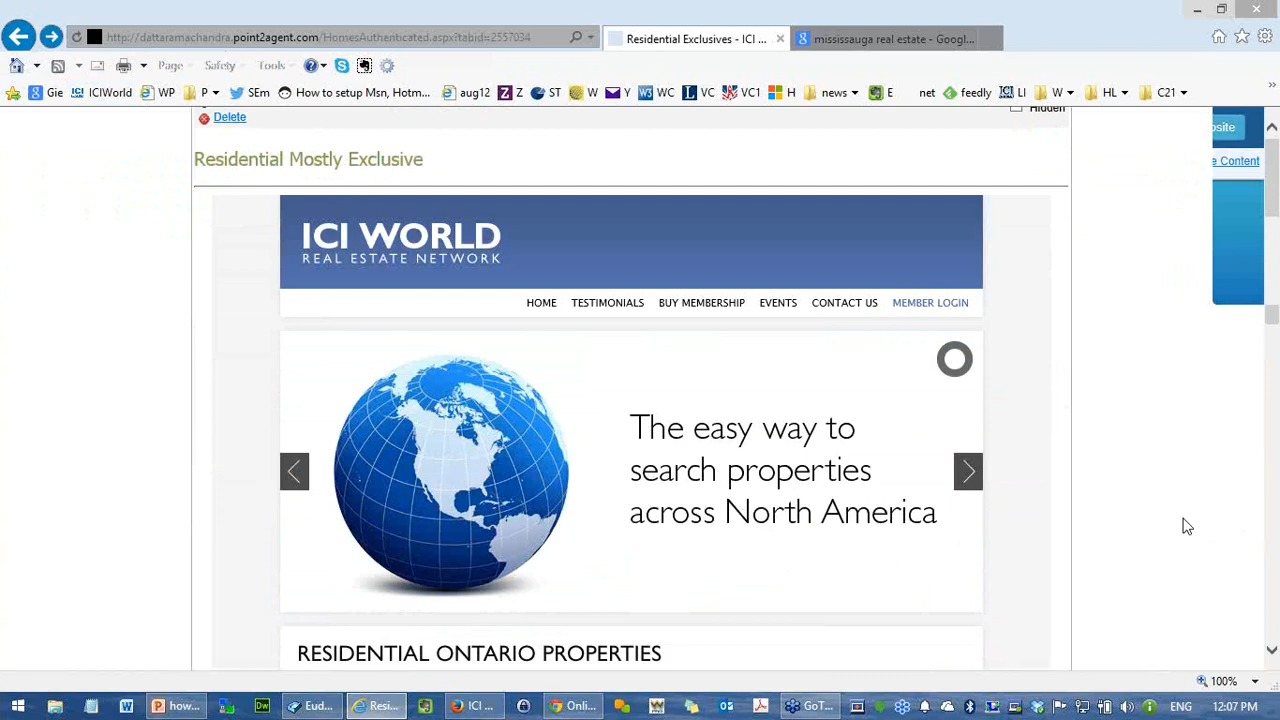 http://dattaramachandra.point2agent.com/HomesAuthenticated.aspx?tabid=2557034
Residential Exclusives - ICI ...
mississauga real estate - Googl...
Page
Safety
Tools
Gie
ICIWorld
WP
P
SEm
How to setup Msn, Hotm...
aug12
Z
ST
W
Y
WC
VC
VC1
H
news
E
net
feedly
LI
W
HL
C21
Delete
Hidden
site
e Content
Residential Mostly Exclusive
ICI WORLD
REAL ESTATE NETWORK
HOME
TESTIMONIALS
BUY MEMBERSHIP
EVENTS
CONTACT US
MEMBER LOGIN
The easy way to
search properties
across North America
RESIDENTIAL ONTARIO PROPERTIES
100%
how...
Eud...
Resi...
ICI ...
Onli...
GoT...
ENG
12:07 PM